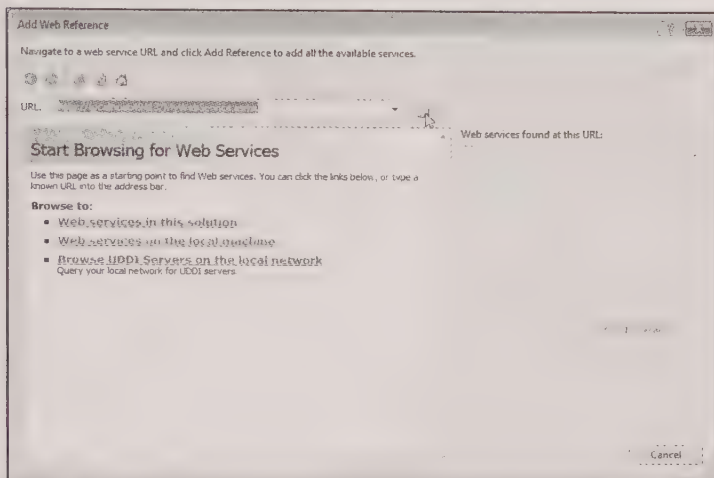 Add Web Reference
Navigate to a web service URL and click Add Reference to add all the available services.
URL:
Web services found at this URL:
Start Browsing for Web Services
Use this page as a starting point to find Web services. You can click the links below, or type a
known URL into the address bar.
Browse to:
Web services in this solution
Web services on the local machine
Browse UDDI Servers on the local network
Query your local network for UDDI servers.
Cancel